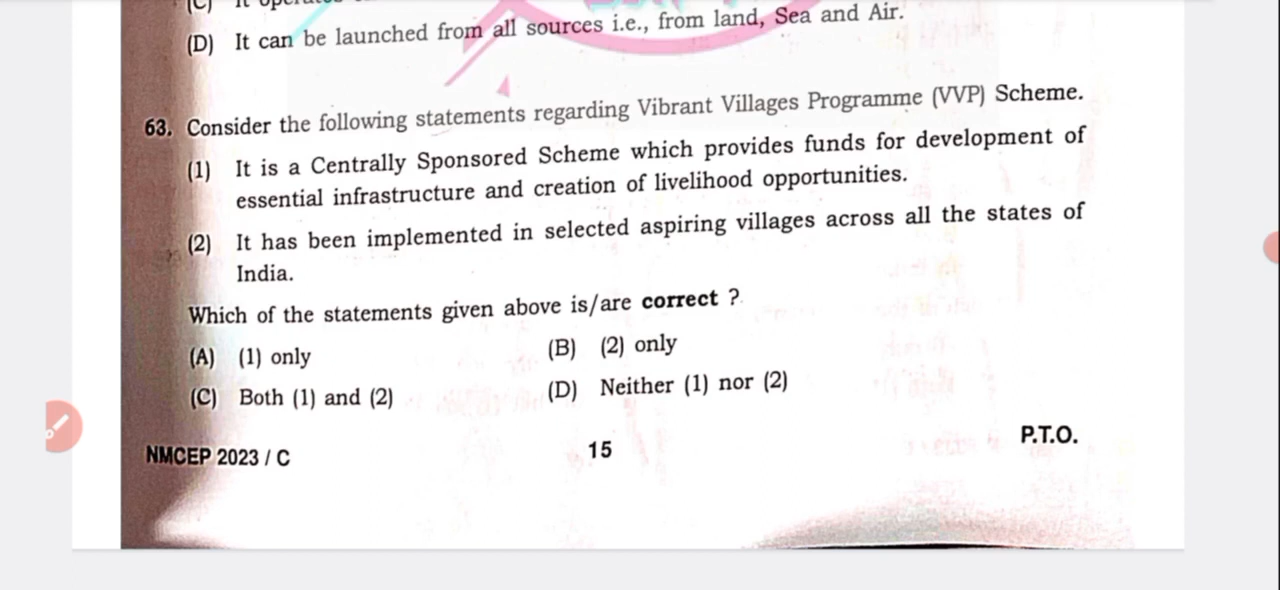 (D) It can be launched from all sources i.e., from land, Sea and Air.
63. Consider the following statements regarding Vibrant Villages Programme (VVP) Scheme.
(1) It is a Centrally Sponsored Scheme which provides funds for development of
essential infrastructure and creation of livelihood opportunities.
(2) It has been implemented in selected aspiring villages across all the states of
India.
Which of the statements given above is/are correct ?
(A) (1) only
(B) (2) only
(C) Both (1) and (2)
(D) Neither (1) nor (2)
NMCEP 2023 / C
15
P.T.O.